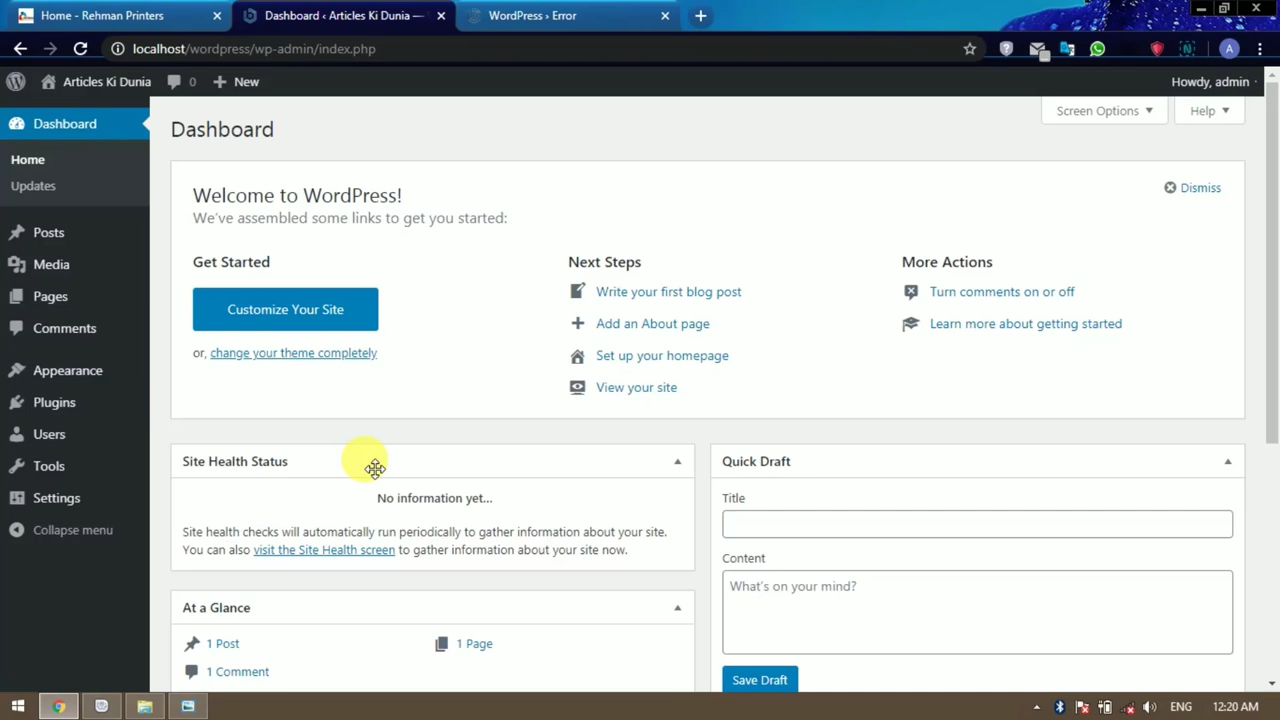 Home - Rehman Printers
Dashboard ‹ Articles Ki Dunia —
WordPress › Error
localhost/wordpress/wp-admin/index.php
Articles Ki Dunia
0
New
Howdy, admin
Dashboard
Home
Updates
Posts
Media
Pages
Comments
Appearance
Plugins
Users
Tools
Settings
Collapse menu
Screen Options
Help
Dashboard
Welcome to WordPress!
We've assembled some links to get you started:
Dismiss
Get Started
Customize Your Site
or, change your theme completely
Next Steps
Write your first blog post
Add an About page
Set up your homepage
View your site
More Actions
Turn comments on or off
Learn more about getting started
Site Health Status
No information yet...
Site health checks will automatically run periodically to gather information about your site.
You can also visit the Site Health screen to gather information about your site now.
At a Glance
1 Post
1 Page
1 Comment
Quick Draft
Title
Content
What's on your mind?
Save Draft
ENG
12:20 AM